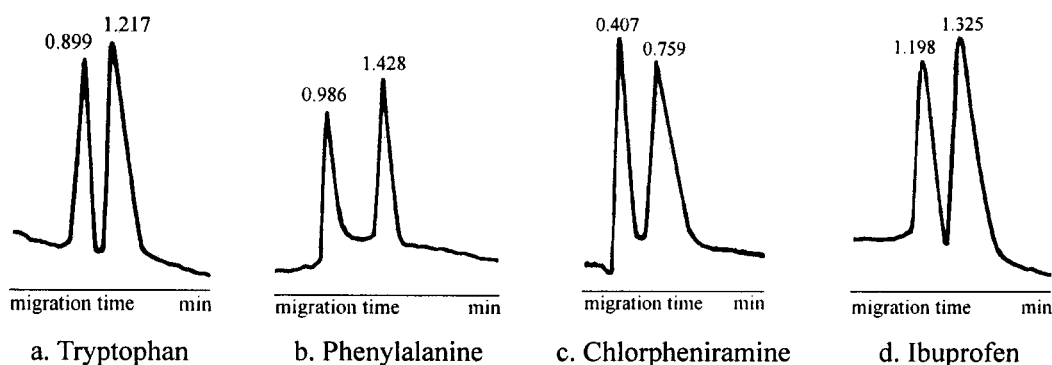 0.899
1.217
migration time min
a. Tryptophan
0.986
1.428
migration time min
b. Phenylalanine
0.407
0.759
migration time min
c. Chlorpheniramine
1.198
1.325
migration time min
d. Ibuprofen